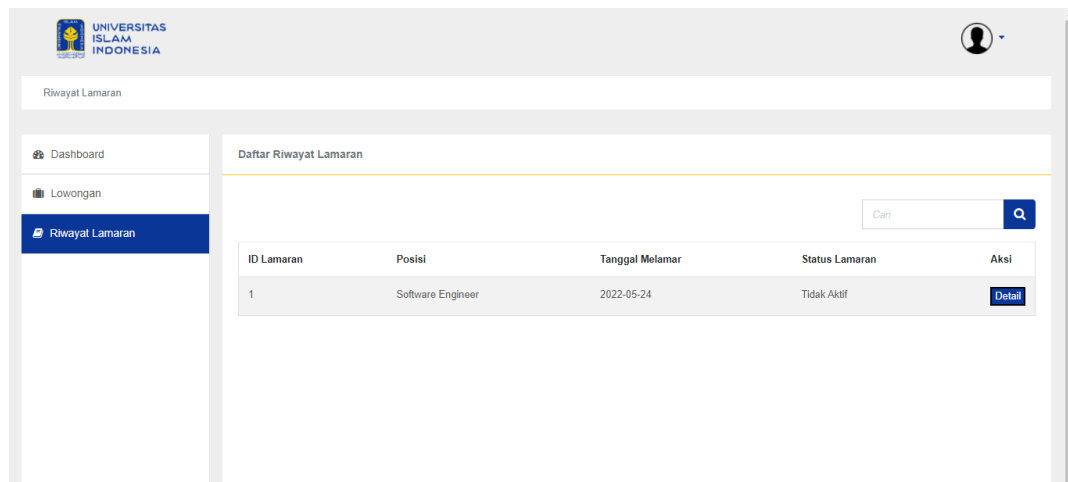 UNIVERSITAS
ISLAM
INDONESIA
Riwayat Lamaran
Dashboard
Lowongan
Riwayat Lamaran
Daftar Riwayat Lamaran
Cari
ID Lamaran Posisi Tanggal Melamar Status Lamaran Aksi
1 Software Engineer 2022-05-24 Tidak Aktif Detail